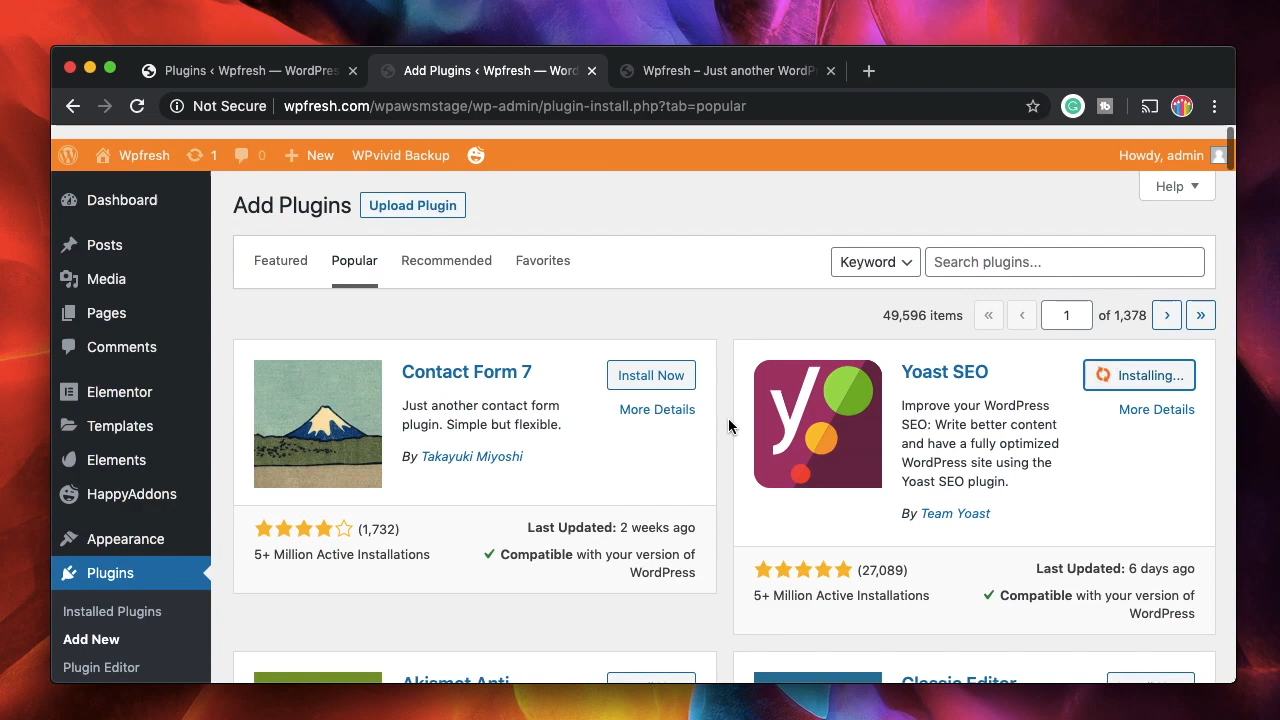 Plugins ‹ Wpfresh — WordPres
Add Plugins ‹ Wpfresh — Word
Wpfresh – Just another WordP
Not Secure
wpfresh.com/wpawsmstage/wp-admin/plugin-install.php?tab=popular
Wpfresh
1
0
New
WPvivid Backup
Howdy, admin
Dashboard
Posts
Media
Pages
Comments
Elementor
Templates
Elements
HappyAddons
Appearance
Plugins
Installed Plugins
Add New
Plugin Editor
Help
Add Plugins
Upload Plugin
Featured
Popular
Recommended
Favorites
Keyword
Search plugins...
49,596 items
«
‹
1
of 1,378
›
»
Contact Form 7
Install Now
More Details
Just another contact form
plugin. Simple but flexible.
By Takayuki Miyoshi
(1,732)
5+ Million Active Installations
Last Updated: 2 weeks ago
Compatible with your version of
WordPress
y
Yoast SEO
Installing...
More Details
Improve your WordPress
SEO: Write better content
and have a fully optimized
WordPress site using the
Yoast SEO plugin.
By Team Yoast
(27,089)
5+ Million Active Installations
Last Updated: 6 days ago
Compatible with your version of
WordPress
Akismet Anti
Classic Editor